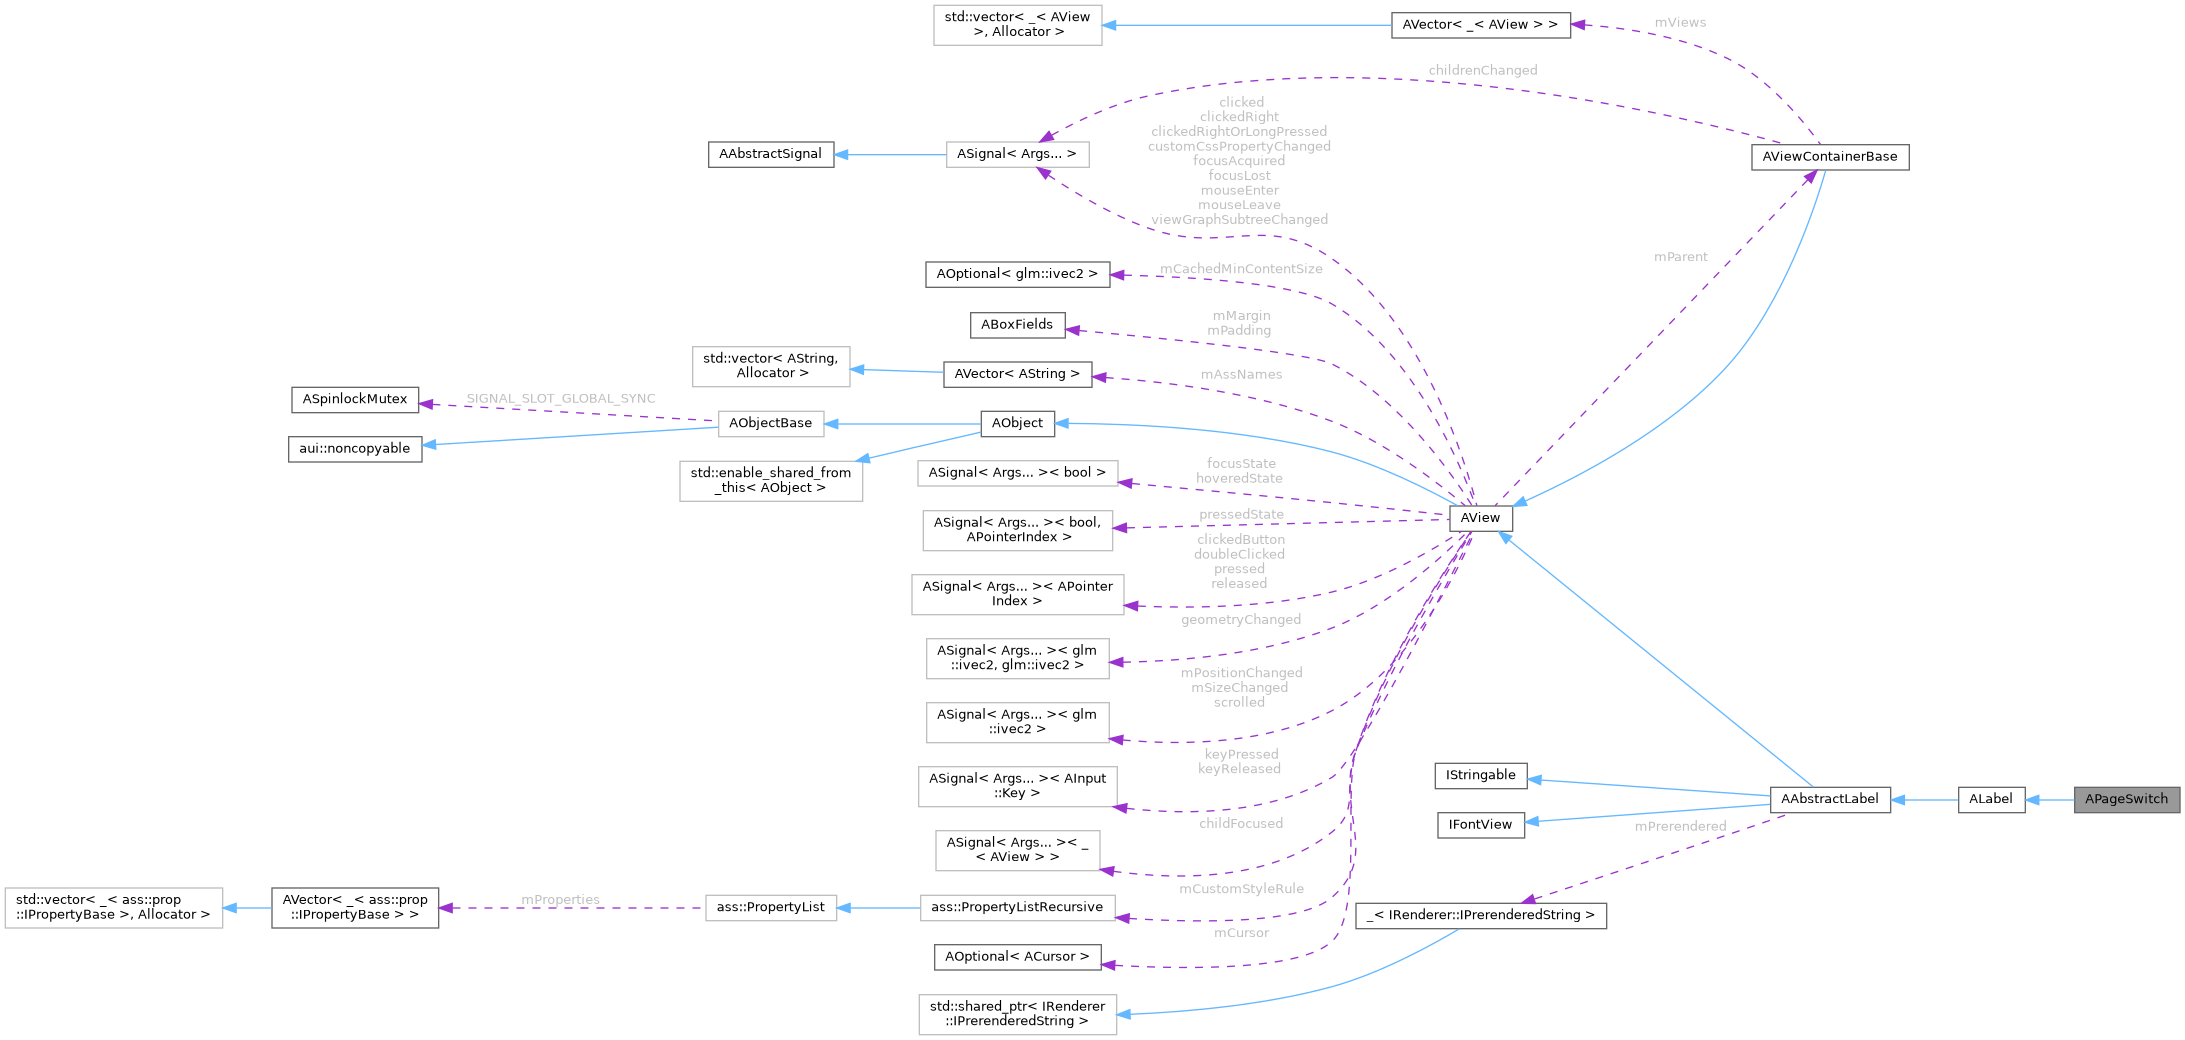 std::vector< _< AView
>, Allocator >
AVector< _< AView > >
mViews
childrenChanged
clicked
clickedRight
clickedRightOrLongPressed
customCssPropertyChanged
focusAcquired
focusLost
mouseEnter
mouseLeave
viewGraphSubtreeChanged
AAbstractSignal
ASignal< Args... >
AViewContainerBase
mParent
AOptional< glm::ivec2 >
mCachedMinContentSize
ABoxFields
mMargin
mPadding
std::vector< AString,
Allocator >
AVector< AString >
mAssNames
ASpinlockMutex
SIGNAL_SLOT_GLOBAL_SYNC
aui::noncopyable
AObjectBase
AObject
std::enable_shared_from
_this< AObject >
ASignal< Args... >< bool >
focusState
hoveredState
ASignal< Args... >< bool,
APointerIndex >
pressedState
AView
ASignal< Args... >< APointer
Index >
clickedButton
doubleClicked
pressed
released
ASignal< Args... >< glm
::ivec2, glm::ivec2 >
geometryChanged
ASignal< Args... >< glm
::ivec2 >
mPositionChanged
mSizeChanged
scrolled
ASignal< Args... >< AInput
::Key >
keyPressed
keyReleased
IStringable
IFontView
AAbstractLabel
ALabel
APageSwitch
mPrerendered
ASignal< Args... >< _
< AView > >
childFocused
std::vector< _< ass::prop
::IPropertyBase >, Allocator >
AVector< _< ass::prop
::IPropertyBase > >
mProperties
ass::PropertyList
ass::PropertyListRecursive
mCustomStyleRule
_< IRenderer::IPrerenderedString >
AOptional< ACursor >
mCursor
std::shared_ptr< IRenderer
::IPrerenderedString >